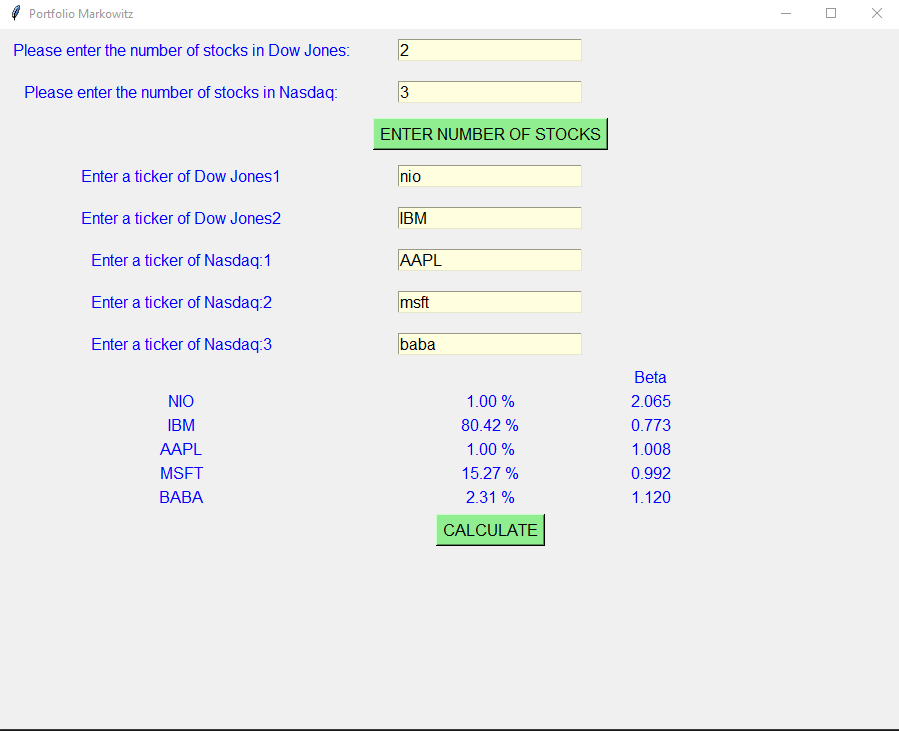 Portfolio Markowitz
Please enter the number of stocks in Dow Jones: 2
Please enter the number of stocks in Nasdaq: 3
ENTER NUMBER OF STOCKS
Enter a ticker of Dow Jones1 nio
Enter a ticker of Dow Jones2 IBM
Enter a ticker of Nasdaq:1 AAPL
Enter a ticker of Nasdaq:2 msft
Enter a ticker of Nasdaq:3 baba
Beta
NIO 1.00 % 2.065
IBM 80.42 % 0.773
AAPL 1.00 % 1.008
MSFT 15.27 % 0.992
BABA 2.31 % 1.120
CALCULATE